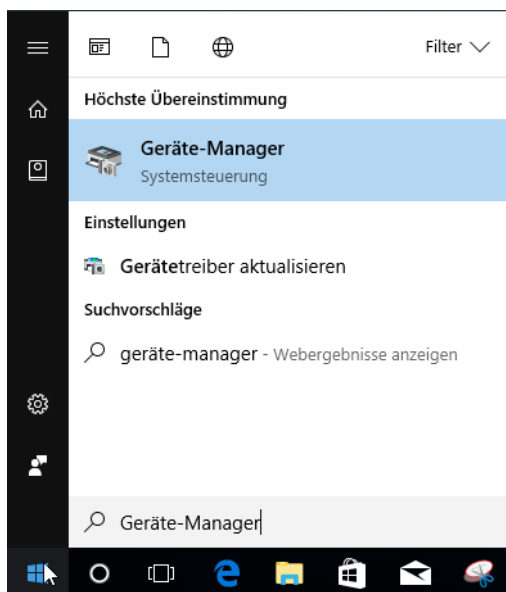 Filter
Höchste Übereinstimmung
Geräte-Manager
Systemsteuerung
Einstellungen
Gerätetreiber aktualisieren
Suchvorschläge
geräte-manager - Webergebnisse anzeigen
Geräte-Manager